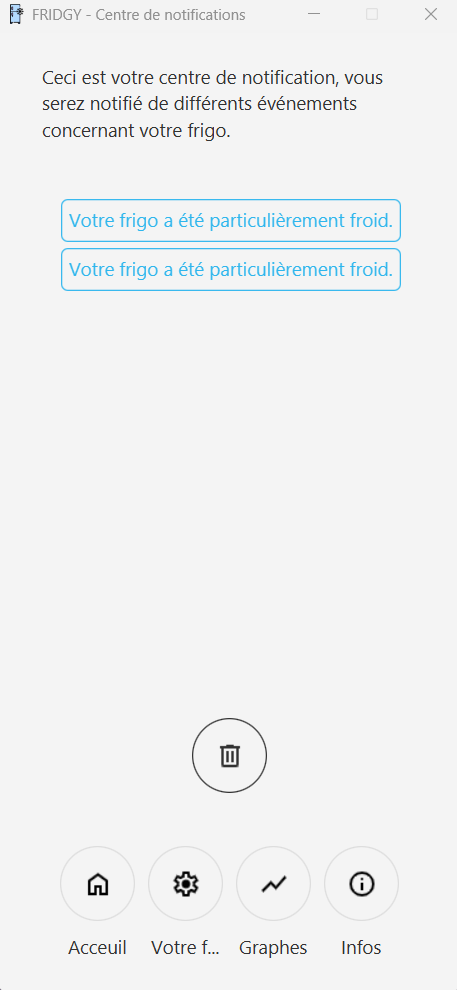 FRIDGY - Centre de notifications
Ceci est votre centre de notification, vous
serez notifié de différents événements
concernant votre frigo.
Votre frigo a été particulièrement froid.
Votre frigo a été particulièrement froid.
Acceuil Votre f... Graphes Infos